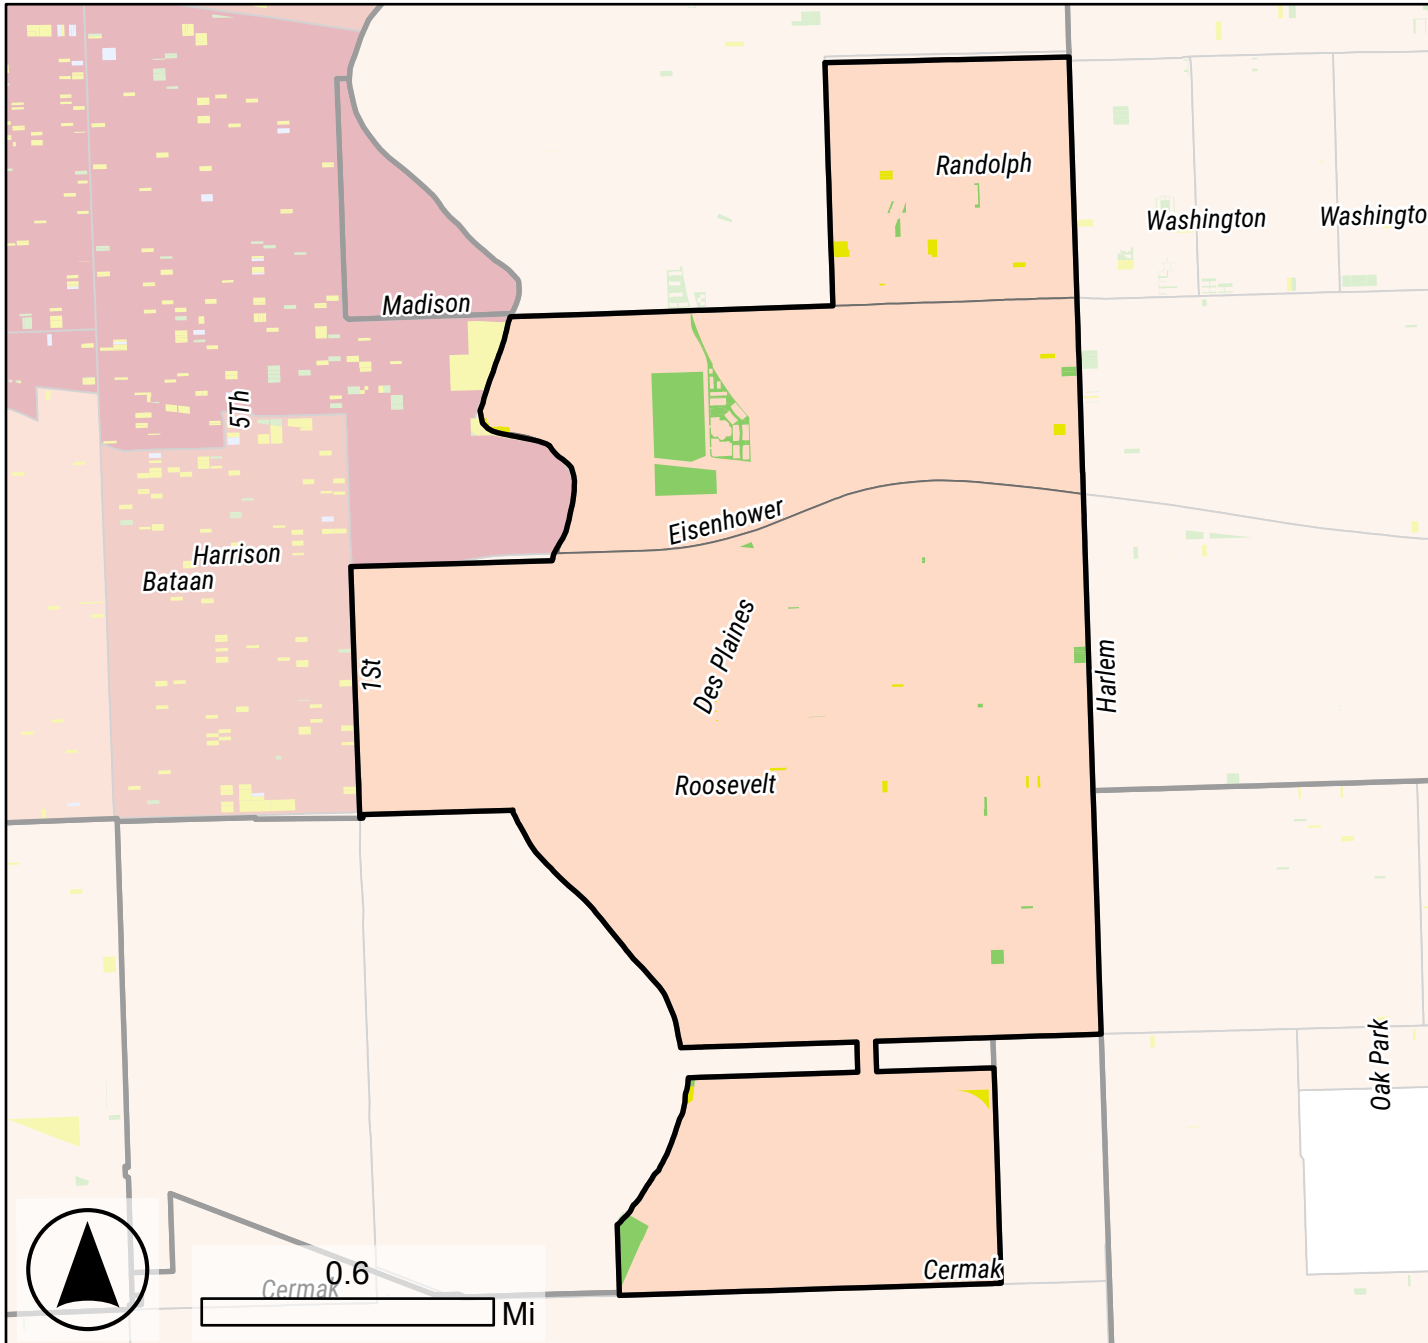 Randolph
Washington
Washingto
Madison
5Th
Eisenhower
Harrison
Bataan
Des Plaines
1St
Harlem
Roosevelt
Oak Park
Cermak
0.6
Cermak
Mi